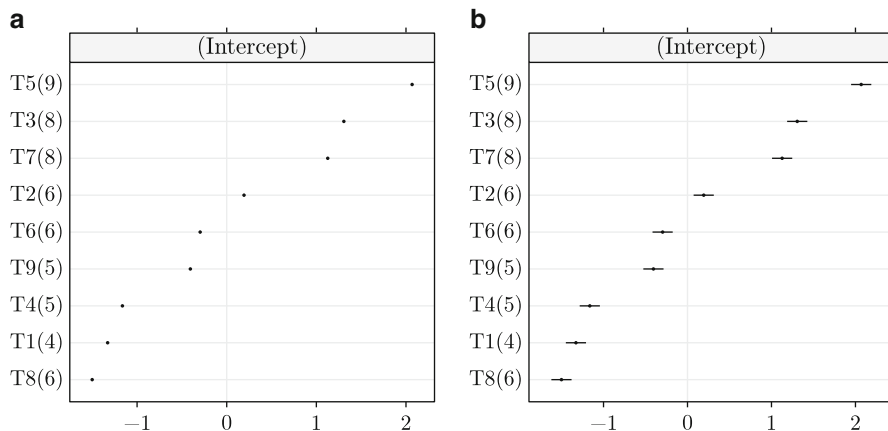 a
(Intercept)
T5(9)
T3(8)
T7(8)
T2(6)
T6(6)
T9(5)
T4(5)
T1(4)
T8(6)
−1 0 1 2
b
(Intercept)
T5(9)
T3(8)
T7(8)
T2(6)
T6(6)
T9(5)
T4(5)
T1(4)
T8(6)
−1 0 1 2